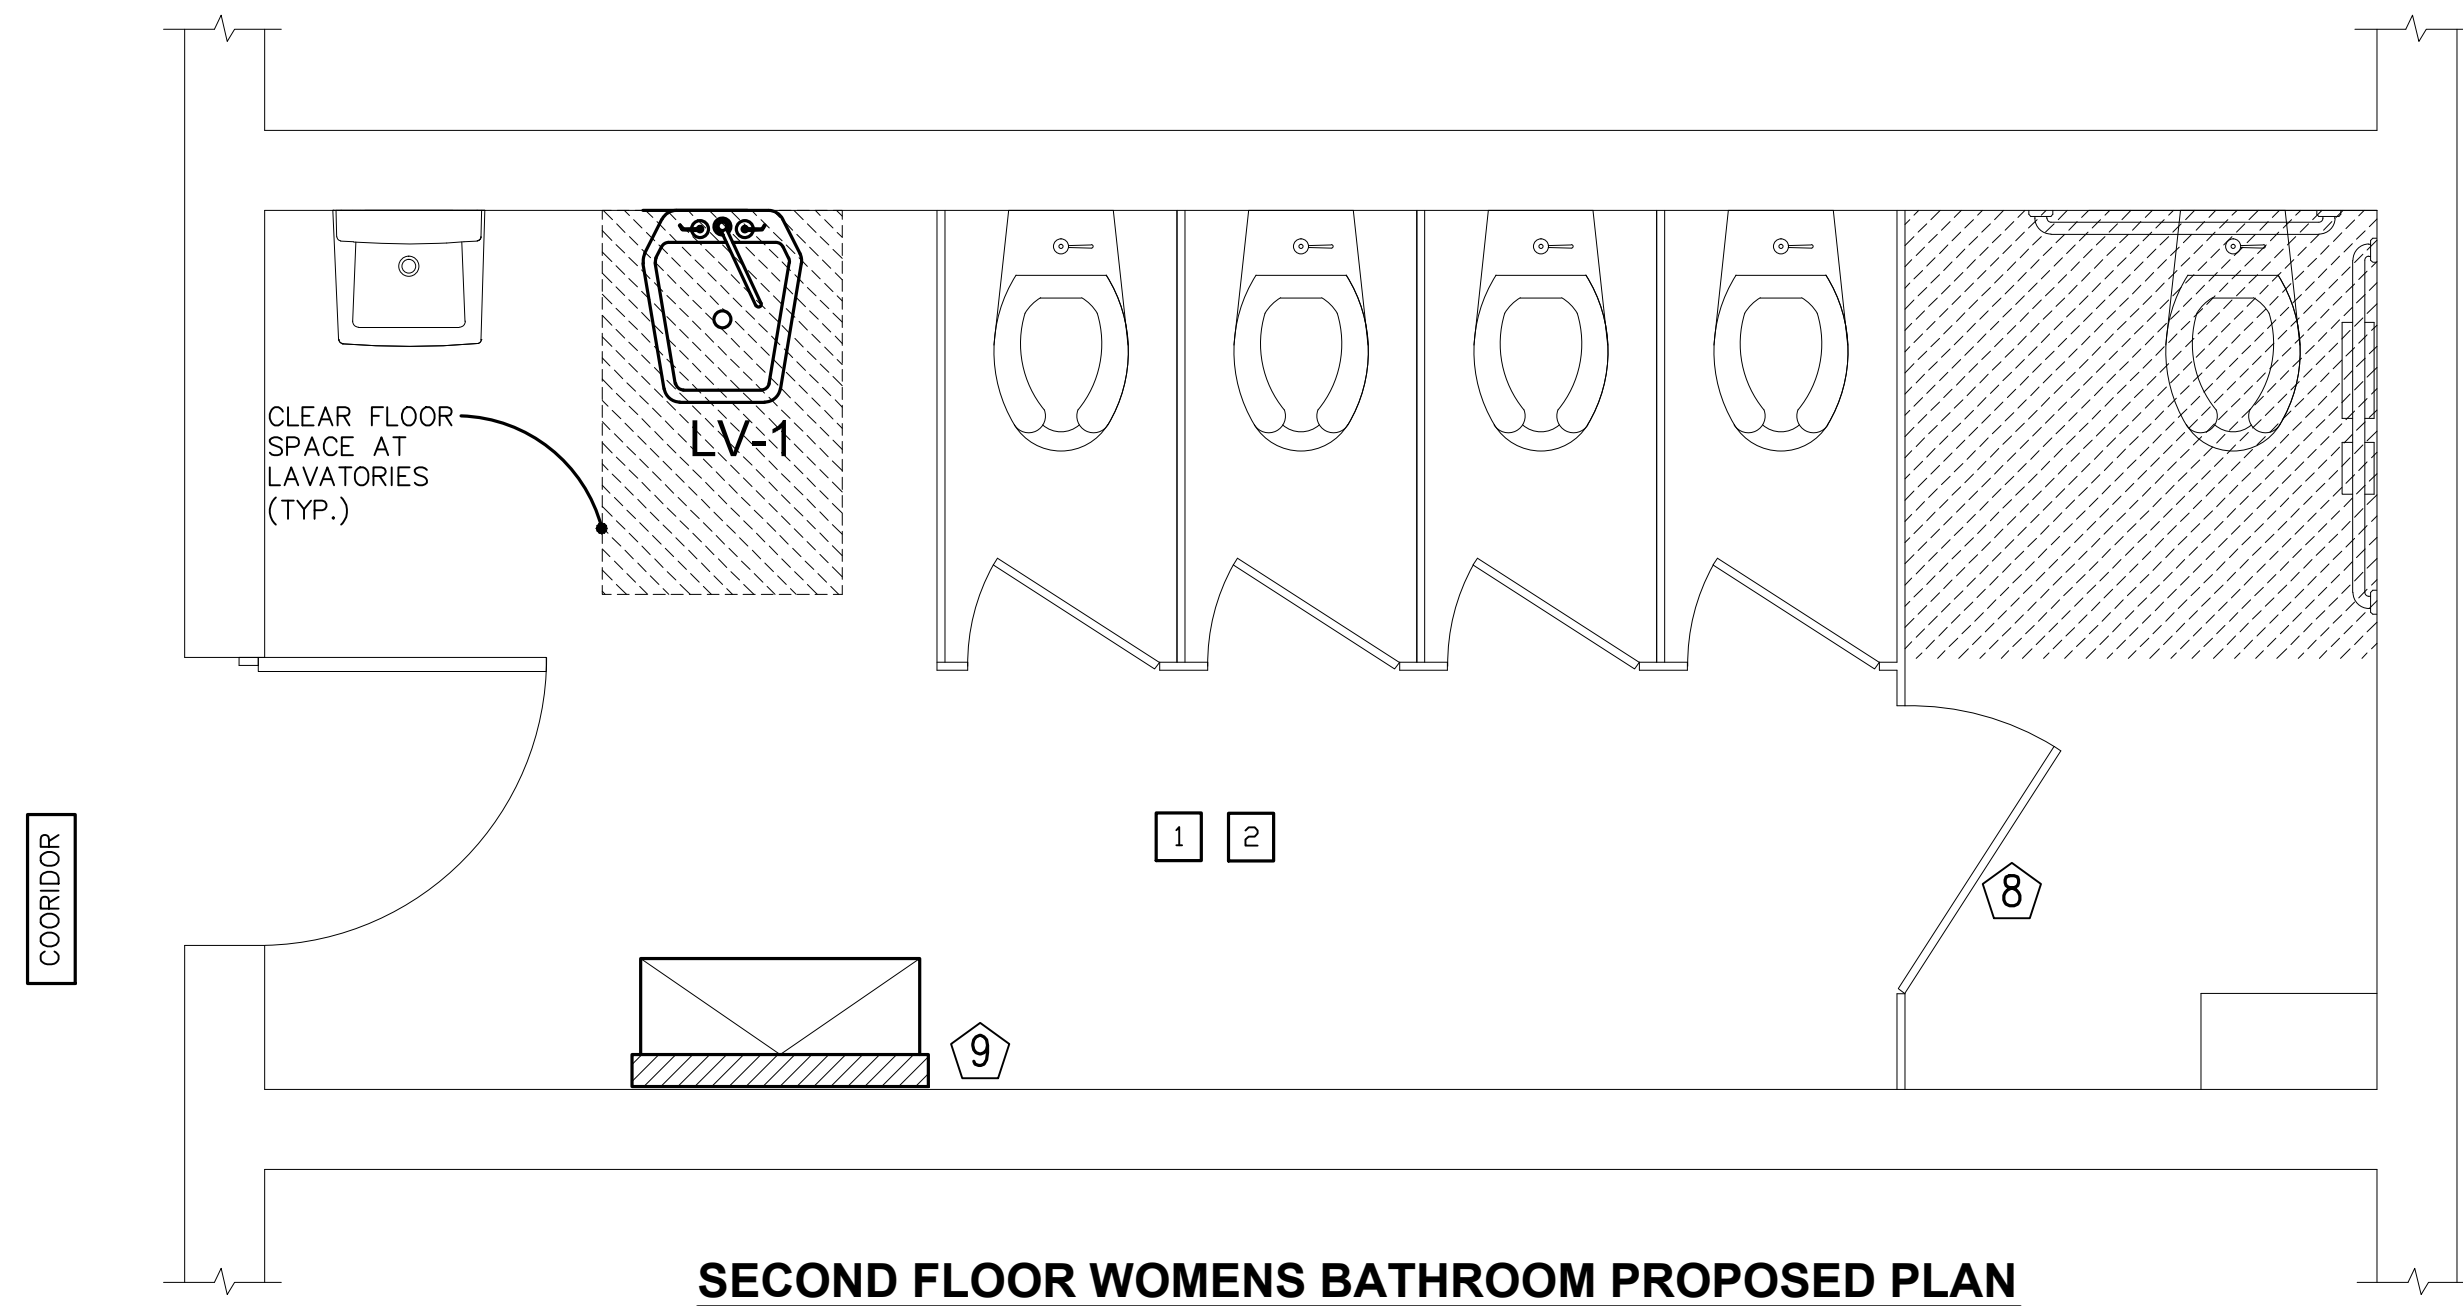 CLEAR FLOOR
SPACE AT
LAVATORIES
(TYP.)
LV-1
COORIDOR
1
2
8
9
SECOND FLOOR WOMENS BATHROOM PROPOSED PLAN